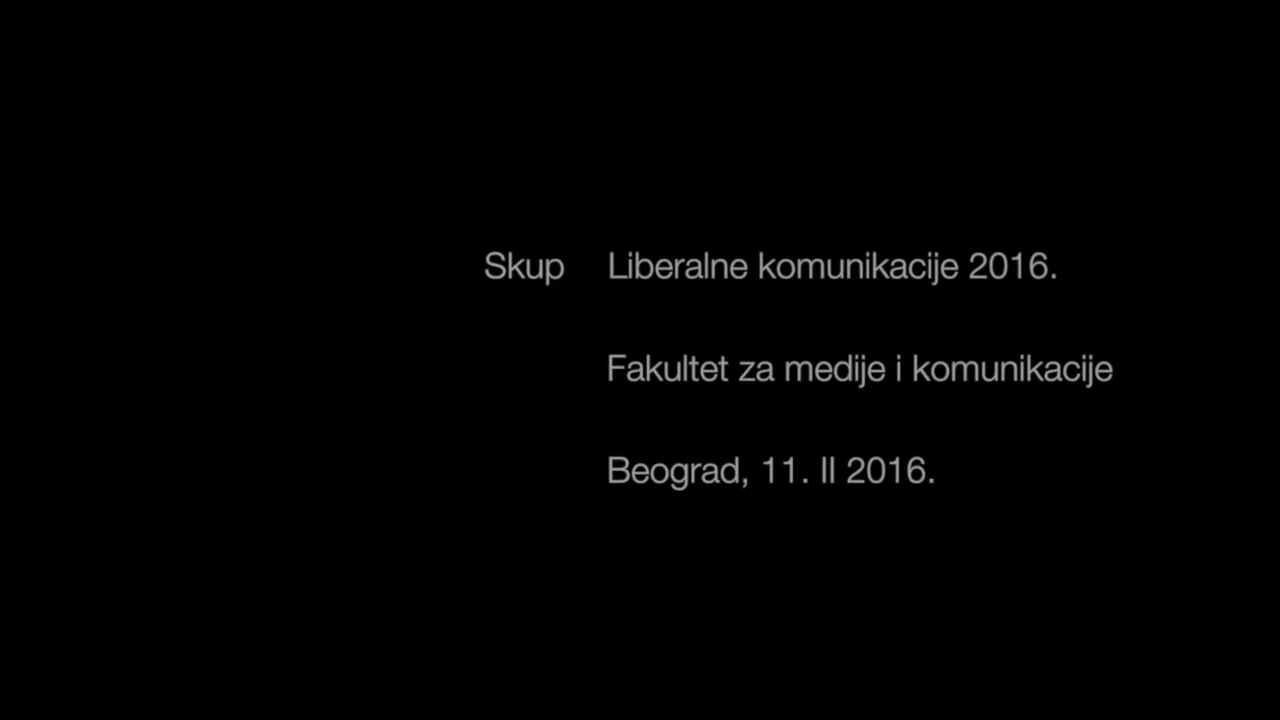 Skup Liberalne komunikacije 2016.
Fakultet za medije i komunikacije
Beograd, 11. II 2016.